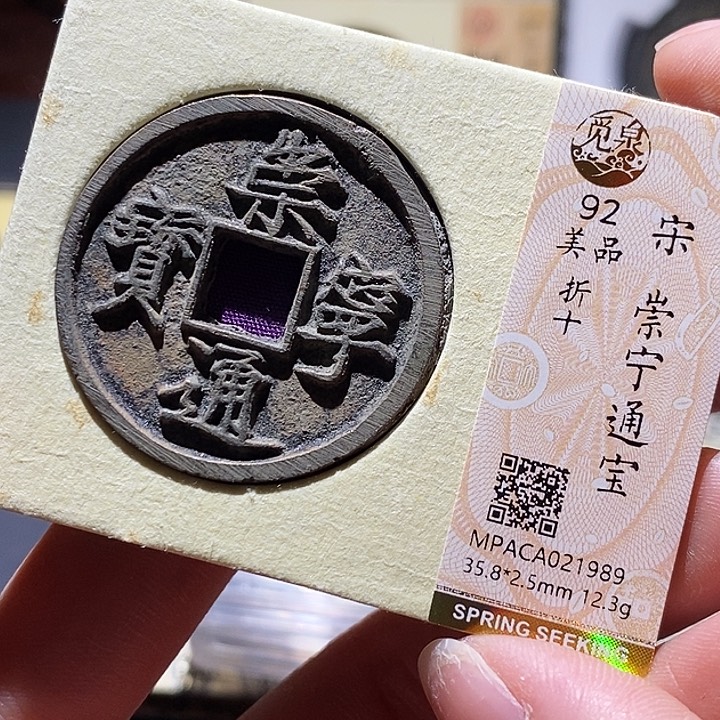 崇寧通寳
觅泉
92
美品
折十
宋 崇宁通宝
MPACA021989
35.8*2.5mm 12.3g
SPRING SEEKING